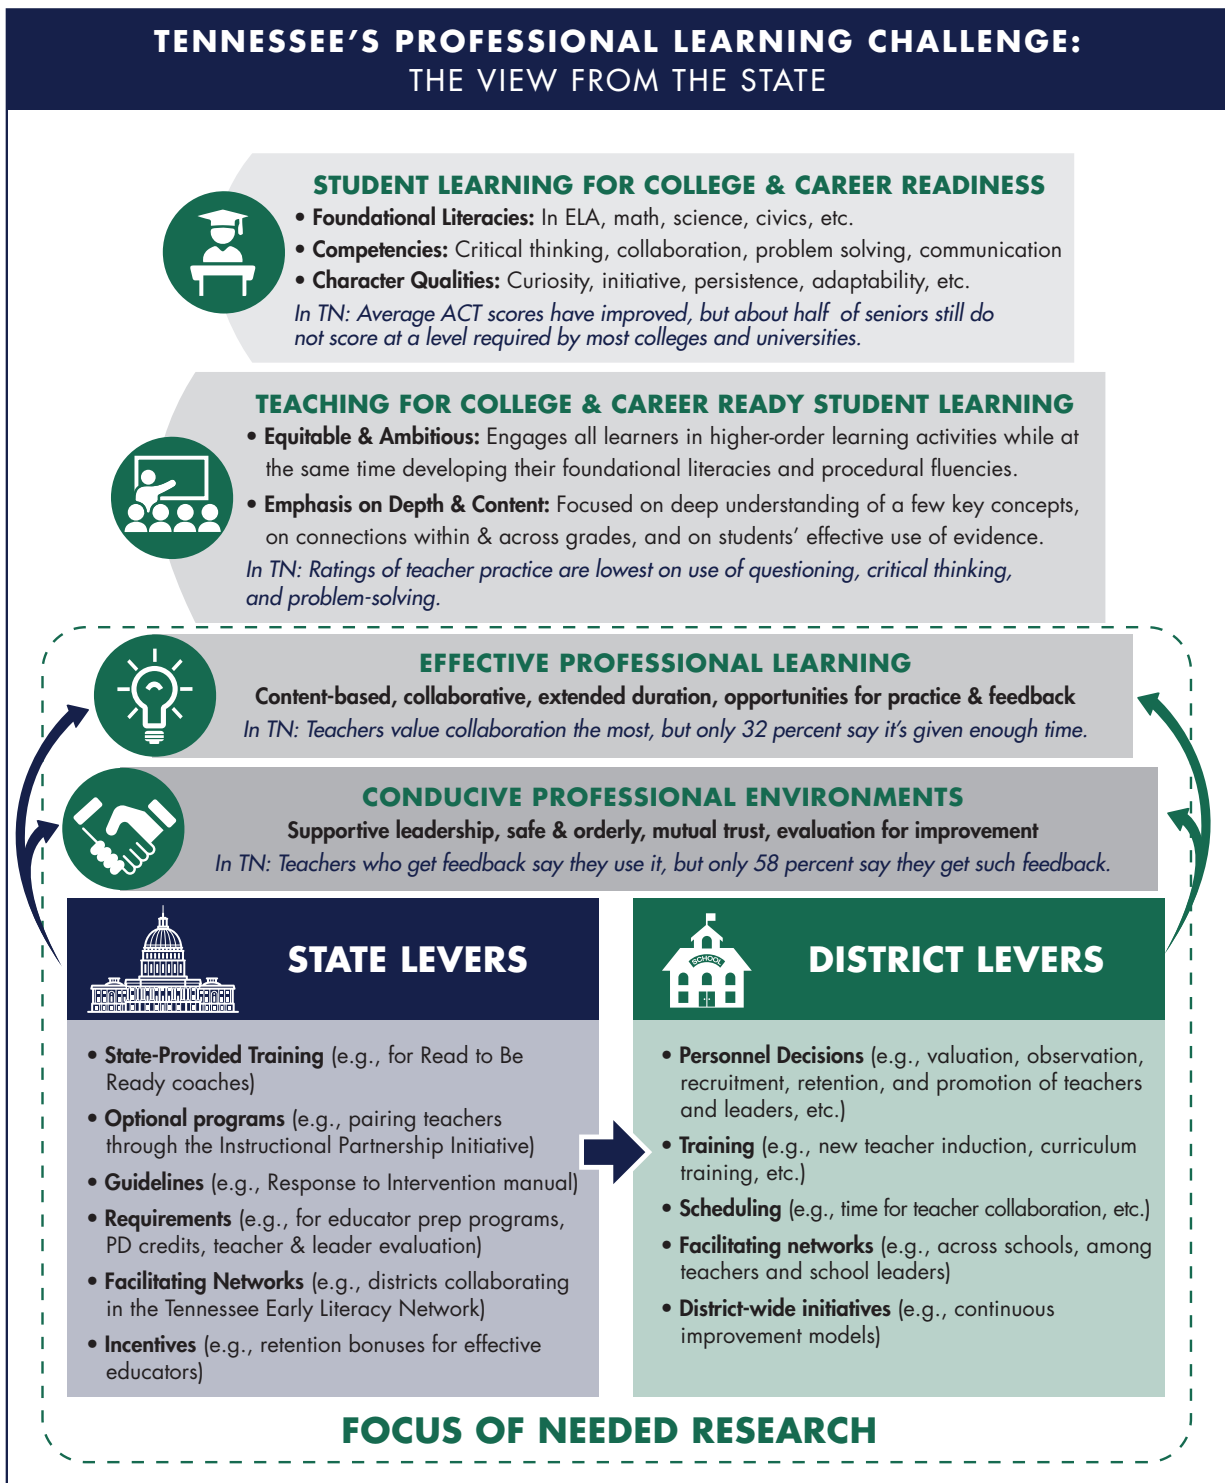 TENNESSEE'S PROFESSIONAL LEARNING CHALLENGE:
THE VIEW FROM THE STATE
STUDENT LEARNING FOR COLLEGE & CAREER READINESS
• Foundational Literacies: In ELA, math, science, civics, etc.
• Competencies: Critical thinking, collaboration, problem solving, communication
• Character Qualities: Curiosity, initiative, persistence, adaptability, etc.
In TN: Average ACT scores have improved, but about half of seniors still do
not score at a level required by most colleges and universities.
TEACHING FOR COLLEGE & CAREER READY STUDENT LEARNING
• Equitable & Ambitious: Engages all learners in higher-order learning activities while at
the same time developing their foundational literacies and procedural fluencies.
• Emphasis on Depth & Content: Focused on deep understanding of a few key concepts,
on connections within & across grades, and on students' effective use of evidence.
In TN: Ratings of teacher practice are lowest on use of questioning, critical thinking,
and problem-solving.
EFFECTIVE PROFESSIONAL LEARNING
Content-based, collaborative, extended duration, opportunities for practice & feedback
In TN: Teachers value collaboration the most, but only 32 percent say it's given enough time.
CONDUCIVE PROFESSIONAL ENVIRONMENTS
Supportive leadership, safe & orderly, mutual trust, evaluation for improvement
In TN: Teachers who get feedback say they use it, but only 58 percent say they get such feedback.
STATE LEVERS
• State-Provided Training (e.g., for Read to Be
Ready coaches)
• Optional programs (e.g., pairing teachers
through the Instructional Partnership Initiative)
• Guidelines (e.g., Response to Intervention manual)
• Requirements (e.g., for educator prep programs,
PD credits, teacher & leader evaluation)
• Facilitating Networks (e.g., districts collaborating
in the Tennessee Early Literacy Network)
• Incentives (e.g., retention bonuses for effective
educators)
SCHOOL
DISTRICT LEVERS
• Personnel Decisions (e.g., valuation, observation,
recruitment, retention, and promotion of teachers
and leaders, etc.)
• Training (e.g., new teacher induction, curriculum
training, etc.)
• Scheduling (e.g., time for teacher collaboration, etc.)
• Facilitating networks (e.g., across schools, among
teachers and school leaders)
• District-wide initiatives (e.g., continuous
improvement models)
FOCUS OF NEEDED RESEARCH